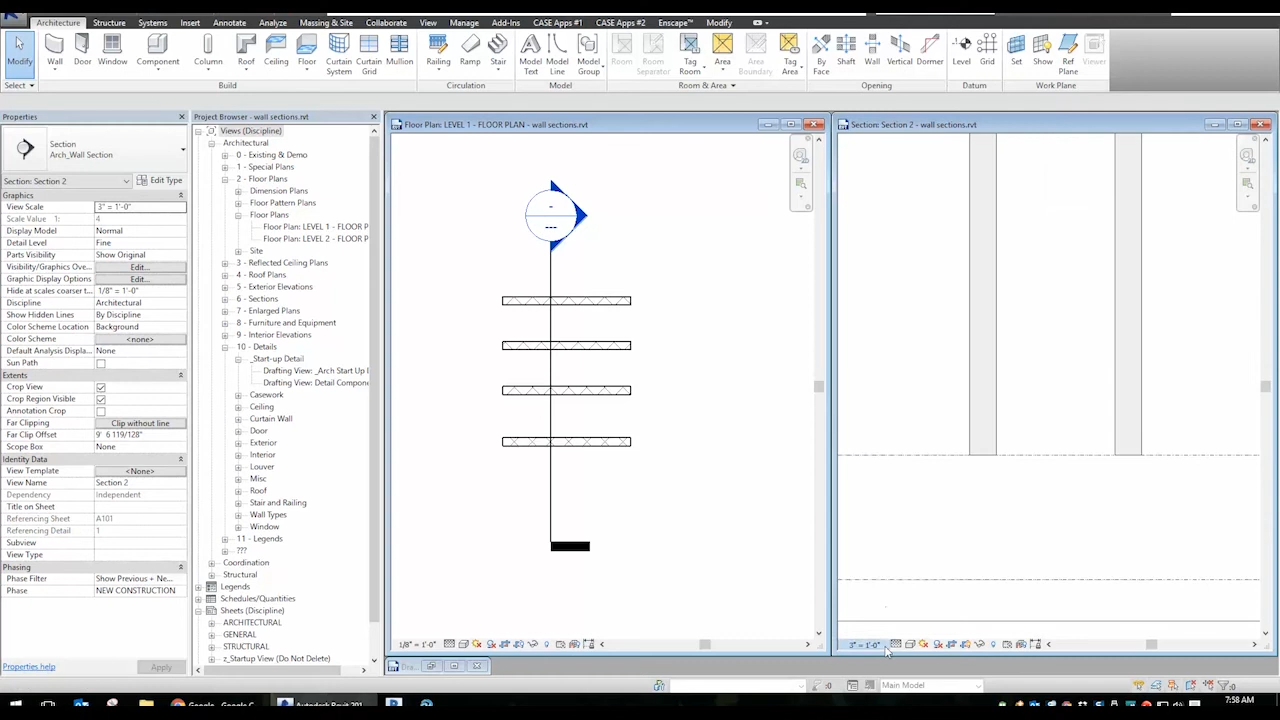 Architecture Structure Systems Insert Annotate Analyze Massing & Site Collaborate View Manage Add-Ins CASE Apps #1 CASE Apps #2 Enscape™ Modify
Modify Wall Door Window Component Column Roof Ceiling Floor Curtain System Curtain Grid Mullion Railing Ramp Stair Model Text Model Line Model Group Room Room Separator Tag Room Area Area Boundary Tag Area By Face Shaft Wall Vertical Dormer Level Grid Set Show Ref Plane Viewer
Select Build Circulation Model Room & Area Opening Datum Work Plane
Properties
Section
Arch_Wall Section
Section: Section 2 Edit Type
Graphics
View Scale 3" = 1'-0"
Scale Value 1: 4
Display Model Normal
Detail Level Fine
Parts Visibility Show Original
Visibility/Graphics Ove... Edit...
Graphic Display Options Edit...
Hide at scales coarser t... 1/8" = 1'-0"
Discipline Architectural
Show Hidden Lines By Discipline
Color Scheme Location Background
Color Scheme <none>
Default Analysis Displa... None
Sun Path
Extents
Crop View
Crop Region Visible
Annotation Crop
Far Clipping Clip without line
Far Clip Offset 9' 6 119/128"
Scope Box None
Identity Data
View Template <None>
View Name Section 2
Dependency Independent
Title on Sheet
Referencing Sheet A101
Referencing Detail 1
Subview
View Type
Phasing
Phase Filter Show Previous + Ne...
Phase NEW CONSTRUCTION
Properties help Apply
Project Browser - wall sections.rvt
Views (Discipline)
Architectural
0 - Existing & Demo
1 - Special Plans
2 - Floor Plans
Dimension Plans
Floor Pattern Plans
Floor Plans
Floor Plan: LEVEL 1 - FLOOR P
Floor Plan: LEVEL 2 - FLOOR P
Site
3 - Reflected Ceiling Plans
4 - Roof Plans
5 - Exterior Elevations
6 - Sections
7 - Enlarged Plans
8 - Furniture and Equipment
9 - Interior Elevations
10 - Details
_Start-up Detail
Drafting View: _Arch Start Up I
Drafting View: Detail Compone
Casework
Ceiling
Curtain Wall
Door
Exterior
Interior
Louver
Misc
Roof
Stair and Railing
Wall Types
Window
11 - Legends
???
Coordination
Structural
Legends
Schedules/Quantities
Sheets (Discipline)
ARCHITECTURAL
GENERAL
STRUCTURAL
z_Startup View (Do Not Delete)
Floor Plan: LEVEL 1 - FLOOR PLAN - wall sections.rvt
-
---
1/8" = 1'-0"
Dra...
Section: Section 2 - wall sections.rvt
3" = 1'-0"
:0 Main Model :0
Google - Google C... Autodesk Revit 201... 7:58 AM